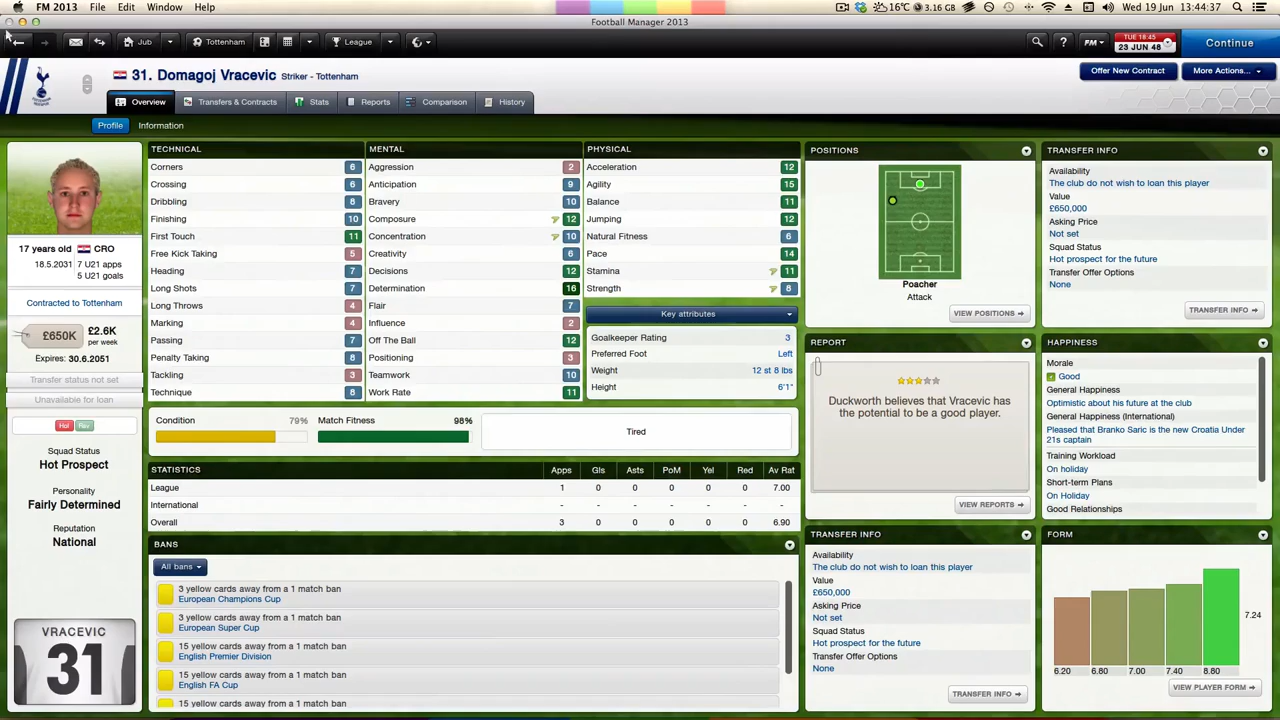 FM 2013 File Edit Window Help 16°C 3.16 GB Wed 19 Jun 13:44:37
Football Manager 2013
Job Tottenham League FM TUE 18:45 23 JUN 48 Continue
31. Domagoj Vracevic Striker - Tottenham Offer New Contract More Actions...
Overview Transfers & Contracts Stats Reports Comparison History
Profile Information
17 years old CRO
18.5.2031 7 U21 apps
5 U21 goals
Contracted to Tottenham
£650K £2.6K per week
Expires: 30.6.2051
Transfer status not set
Unavailable for loan
Hol Rev
Squad Status
Hot Prospect
Personality
Fairly Determined
Reputation
National
VRACEVIC
31
TECHNICAL
Corners 6
Crossing 6
Dribbling 8
Finishing 10
First Touch 11
Free Kick Taking 5
Heading 7
Long Shots 7
Long Throws 4
Marking 4
Passing 7
Penalty Taking 8
Tackling 3
Technique 8
MENTAL
Aggression 2
Anticipation 9
Bravery 10
Composure 12
Concentration 10
Creativity 6
Decisions 12
Determination 16
Flair 7
Influence 2
Off The Ball 12
Positioning 3
Teamwork 10
Work Rate 11
PHYSICAL
Acceleration 12
Agility 15
Balance 11
Jumping 12
Natural Fitness 6
Pace 14
Stamina 11
Strength 8
Key attributes
Goalkeeper Rating 3
Preferred Foot Left
Weight 12 st 8 lbs
Height 6'1"
Condition 79% Match Fitness 98%
Tired
STATISTICS Apps Gls Asts PoM Yel Red Av Rat
League 1 0 0 0 0 0 7.00
International - - - - - - -
Overall 3 0 0 0 0 0 6.90
BANS
All bans
3 yellow cards away from a 1 match ban
European Champions Cup
3 yellow cards away from a 1 match ban
European Super Cup
15 yellow cards away from a 1 match ban
English Premier Division
15 yellow cards away from a 1 match ban
English FA Cup
15 yellow cards away from a 1 match ban
POSITIONS
Poacher
Attack
VIEW POSITIONS
REPORT
Duckworth believes that Vracevic has
the potential to be a good player.
VIEW REPORTS
TRANSFER INFO
Availability
The club do not wish to loan this player
Value
£650,000
Asking Price
Not set
Squad Status
Hot prospect for the future
Transfer Offer Options
None
TRANSFER INFO
TRANSFER INFO
Availability
The club do not wish to loan this player
Value
£650,000
Asking Price
Not set
Squad Status
Hot prospect for the future
Transfer Offer Options
None
TRANSFER INFO
HAPPINESS
Morale
Good
General Happiness
Optimistic about his future at the club
General Happiness (International)
Pleased that Branko Saric is the new Croatia Under
21s captain
Training Workload
On holiday
Short-term Plans
On Holiday
Good Relationships
FORM
7.24
6.20 6.80 7.00 7.40 8.80
VIEW PLAYER FORM